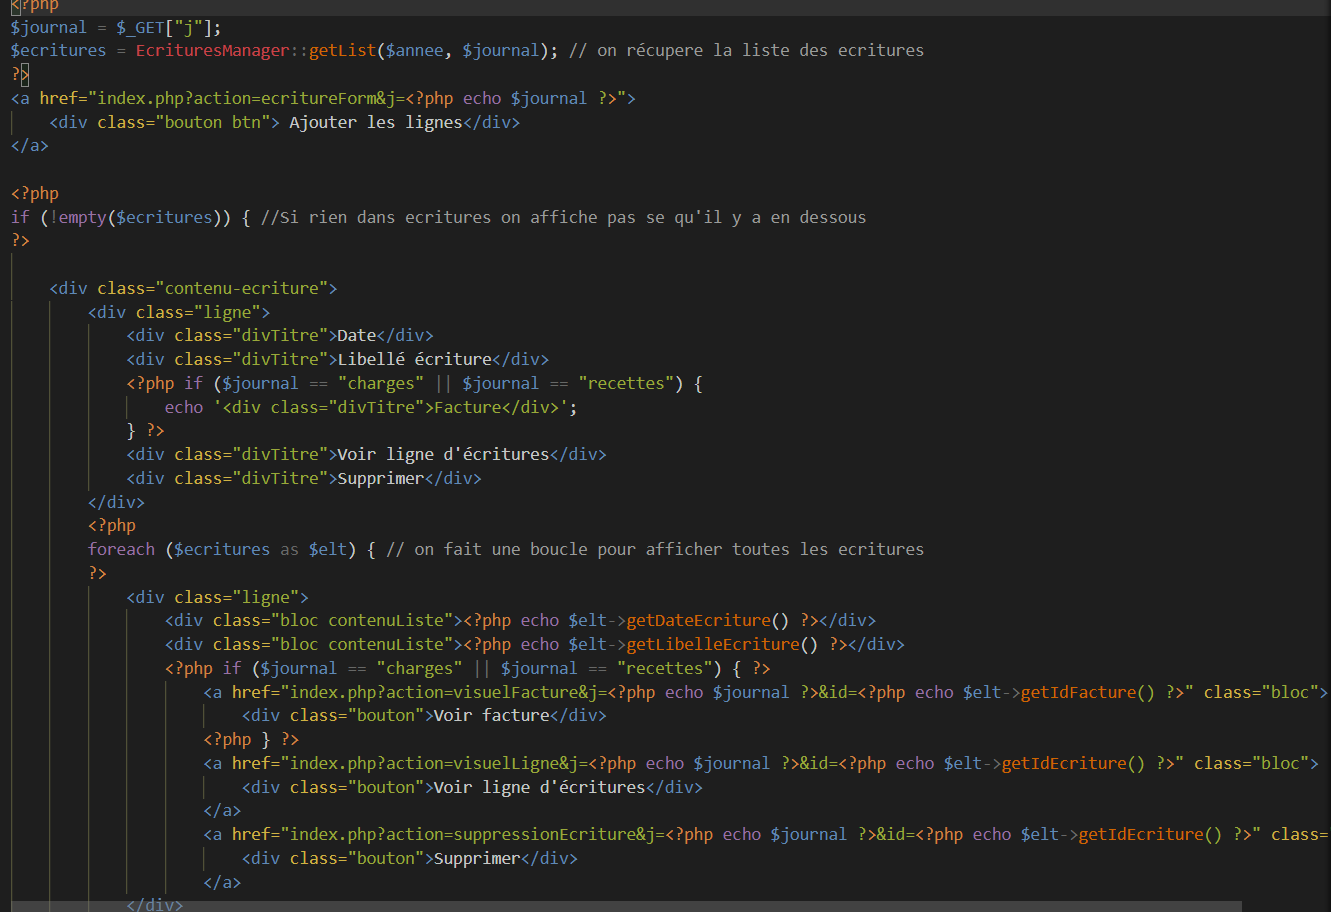 <?php
$journal = $_GET["j"];
$ecritures = EcrituresManager::getList($annee, $journal); // on récupere la liste des ecritures
?>
<a href="index.php?action=ecritureForm&j=<?php echo $journal ?>">
<div class="bouton btn"> Ajouter les lignes</div>
</a>
<?php
if (!empty($ecritures)) { //Si rien dans ecritures on affiche pas se qu'il y a en dessous
?>
<div class="contenu-ecriture">
<div class="ligne">
<div class="divTitre">Date</div>
<div class="divTitre">Libellé écriture</div>
<?php if ($journal == "charges" || $journal == "recettes") {
echo '<div class="divTitre">Facture</div>';
} ?>
<div class="divTitre">Voir ligne d'écritures</div>
<div class="divTitre">Supprimer</div>
</div>
<?php
foreach ($ecritures as $elt) { // on fait une boucle pour afficher toutes les ecritures
?>
<div class="ligne">
<div class="bloc contenuListe"><?php echo $elt->getDateEcriture() ?></div>
<div class="bloc contenuListe"><?php echo $elt->getLibelleEcriture() ?></div>
<?php if ($journal == "charges" || $journal == "recettes") { ?>
<a href="index.php?action=visuelFacture&j=<?php echo $journal ?>&id=<?php echo $elt->getIdFacture() ?>" class="bloc">
<div class="bouton">Voir facture</div>
<?php } ?>
<a href="index.php?action=visuelLigne&j=<?php echo $journal ?>&id=<?php echo $elt->getIdEcriture() ?>" class="bloc">
<div class="bouton">Voir ligne d'écritures</div>
</a>
<a href="index.php?action=suppressionEcriture&j=<?php echo $journal ?>&id=<?php echo $elt->getIdEcriture() ?>" class=
<div class="bouton">Supprimer</div>
</a>
</div>